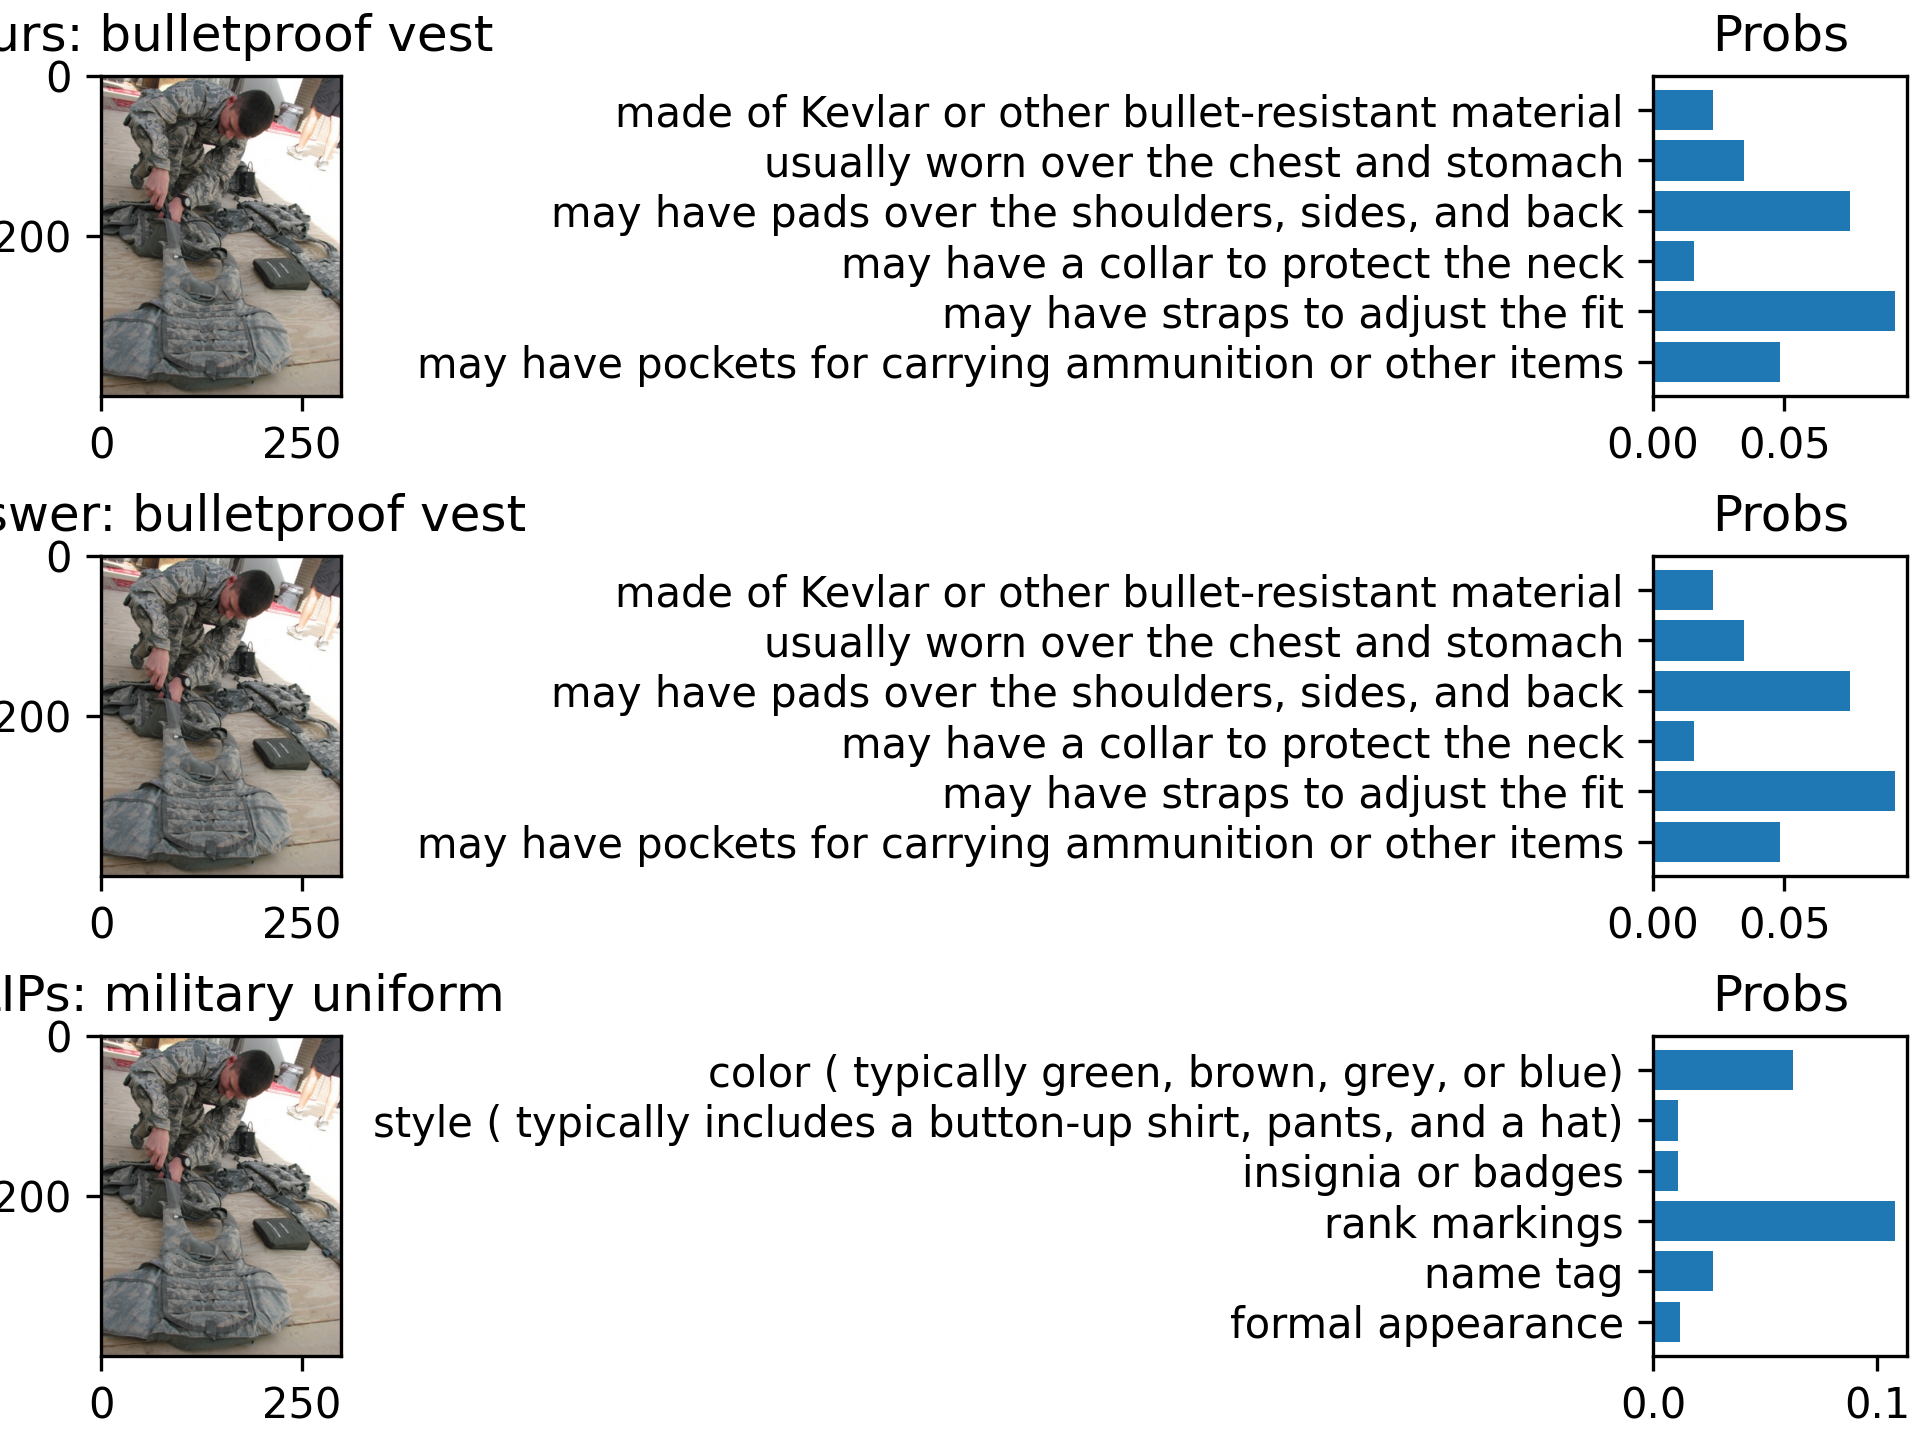 urs: bulletproof vest
Probs
0
200
0
250
made of Kevlar or other bullet-resistant material
usually worn over the chest and stomach
may have pads over the shoulders, sides, and back
may have a collar to protect the neck
may have straps to adjust the fit
may have pockets for carrying ammunition or other items
0.00
0.05
swer: bulletproof vest
Probs
0
200
0
250
made of Kevlar or other bullet-resistant material
usually worn over the chest and stomach
may have pads over the shoulders, sides, and back
may have a collar to protect the neck
may have straps to adjust the fit
may have pockets for carrying ammunition or other items
0.00
0.05
IPs: military uniform
Probs
0
200
0
250
color ( typically green, brown, grey, or blue)
style ( typically includes a button-up shirt, pants, and a hat)
insignia or badges
rank markings
name tag
formal appearance
0.0
0.1